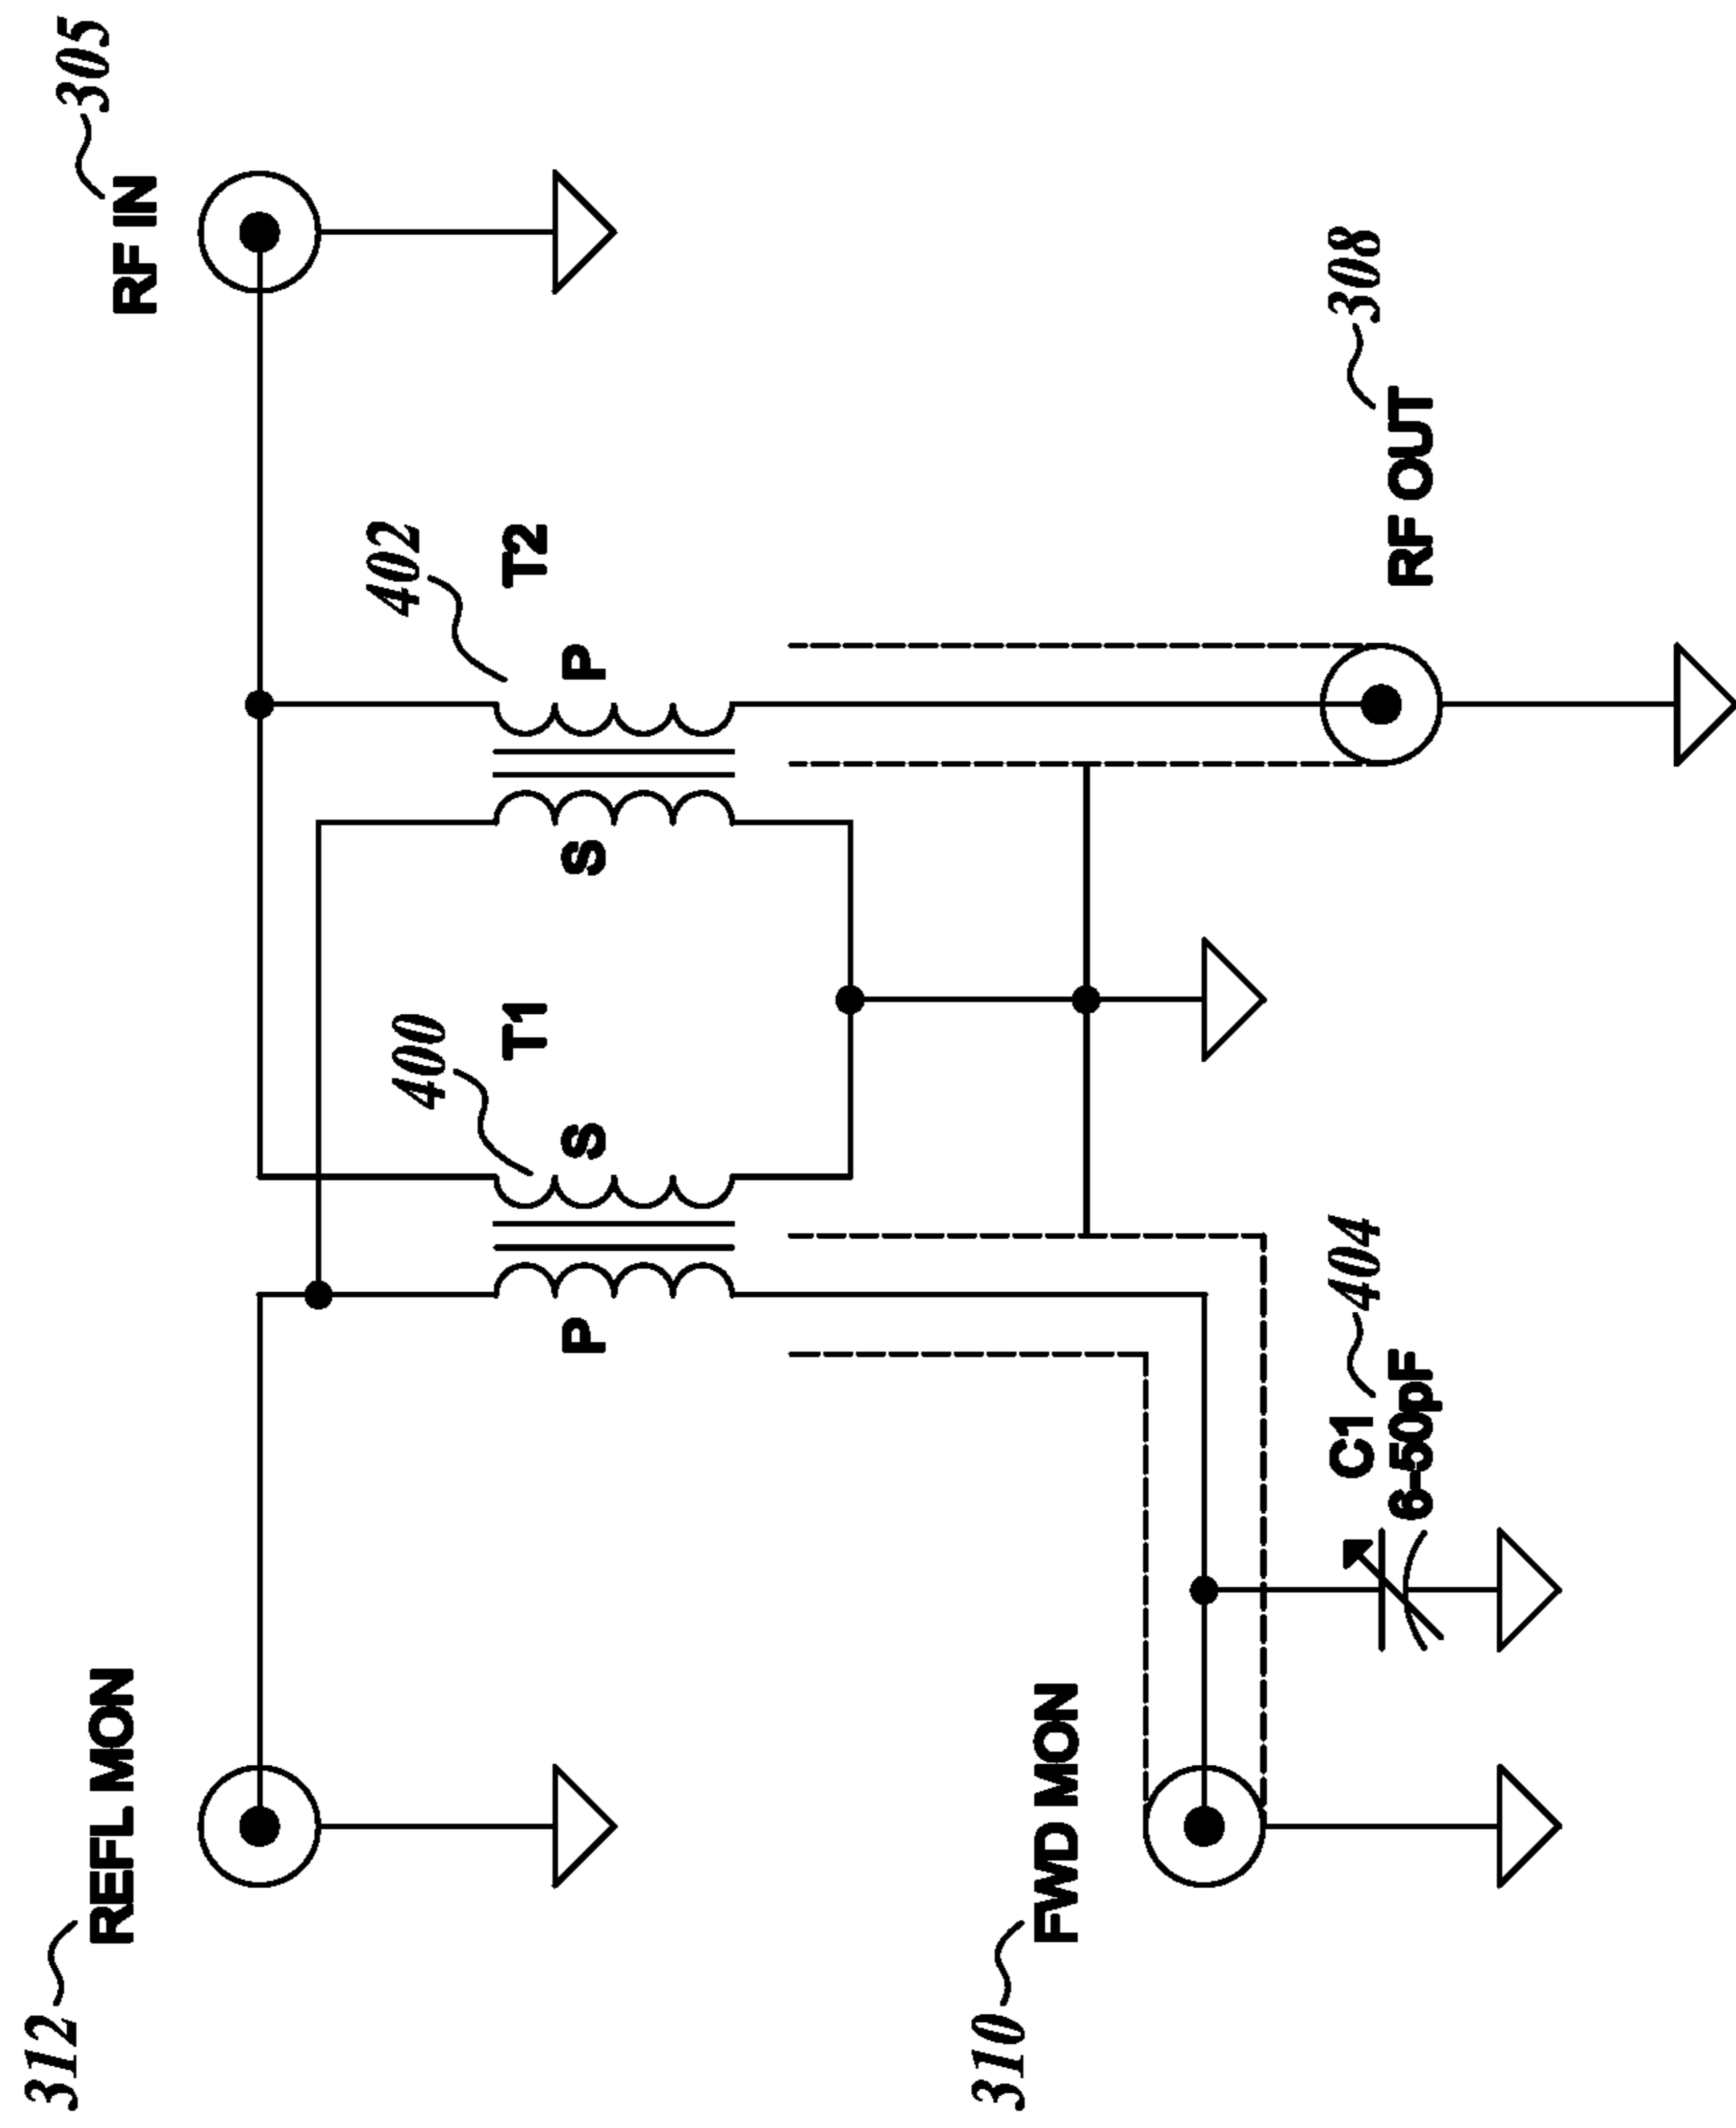 312
REFL MON
RF IN
305
402
T2
P
S
400
T1
S
P
310
FWD MON
C1
404
6-50pF
308
RF OUT